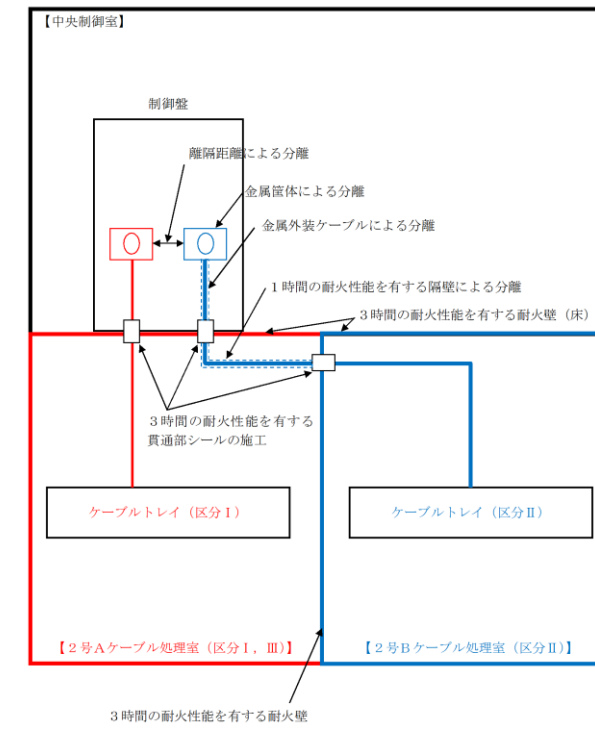 【中央制御室】
制御盤
離隔距離による分離
金属筐体による分離
金属外装ケーブルによる分離
１時間の耐火性能を有する隔壁による分離
３時間の耐火性能を有する耐火壁（床）
３時間の耐火性能を有する
貫通部シールの施工
ケーブルトレイ（区分Ⅰ）
ケーブルトレイ（区分Ⅱ）
【２号Ａケーブル処理室（区分Ⅰ，Ⅲ）】
【２号Ｂケーブル処理室（区分Ⅱ）】
３時間の耐火性能を有する耐火壁